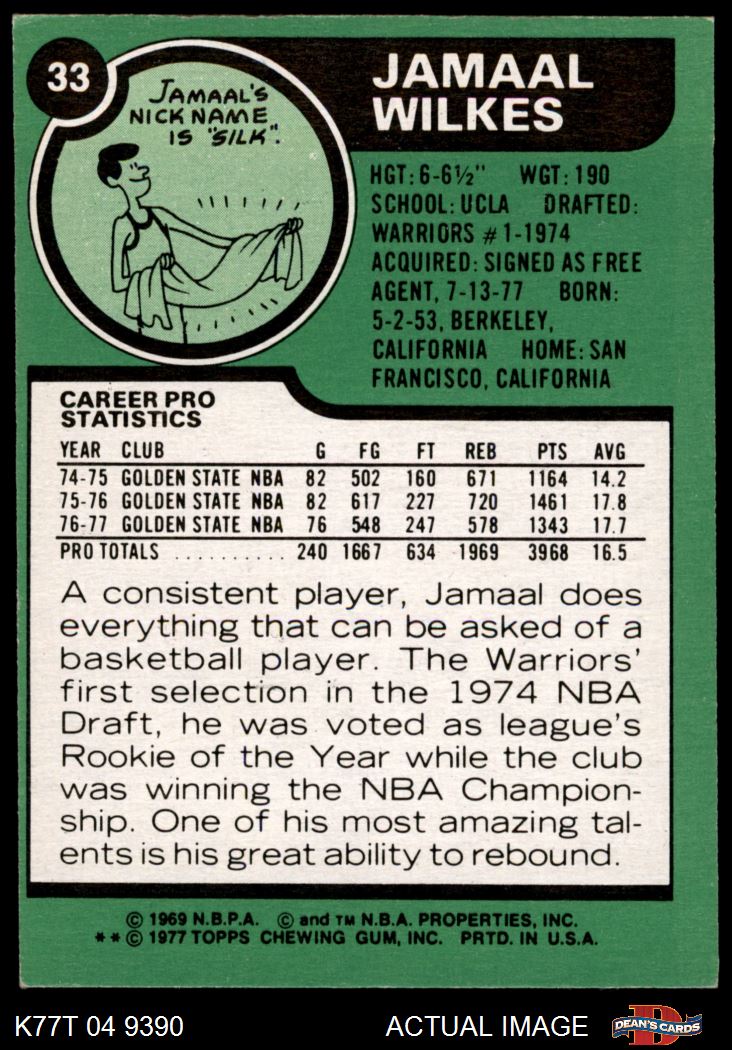 33
JAMAAL'S
NICKNAME
IS "SILK".
JAMAAL
WILKES
HGT: 6-6½" WGT: 190
SCHOOL: UCLA DRAFTED:
WARRIORS #1-1974
ACQUIRED: SIGNED AS FREE
AGENT, 7-13-77 BORN:
5-2-53, BERKELEY,
CALIFORNIA HOME: SAN
FRANCISCO, CALIFORNIA
CAREER PRO
STATISTICS
YEAR CLUB G FG FT REB PTS AVG
74-75 GOLDEN STATE NBA 82 502 160 671 1164 14.2
75-76 GOLDEN STATE NBA 82 617 227 720 1461 17.8
76-77 GOLDEN STATE NBA 76 548 247 578 1343 17.7
PRO TOTALS .......... 240 1667 634 1969 3968 16.5
A consistent player, Jamaal does
everything that can be asked of a
basketball player. The Warriors'
first selection in the 1974 NBA
Draft, he was voted as league's
Rookie of the Year while the club
was winning the NBA Champion-
ship. One of his most amazing tal-
ents is his great ability to rebound.
© 1969 N.B.P.A. © and TM N.B.A. PROPERTIES, INC.
**© 1977 TOPPS CHEWING GUM, INC. PRTD. IN U.S.A.
K77T 04 9390 ACTUAL IMAGE D DEAN'S CARDS